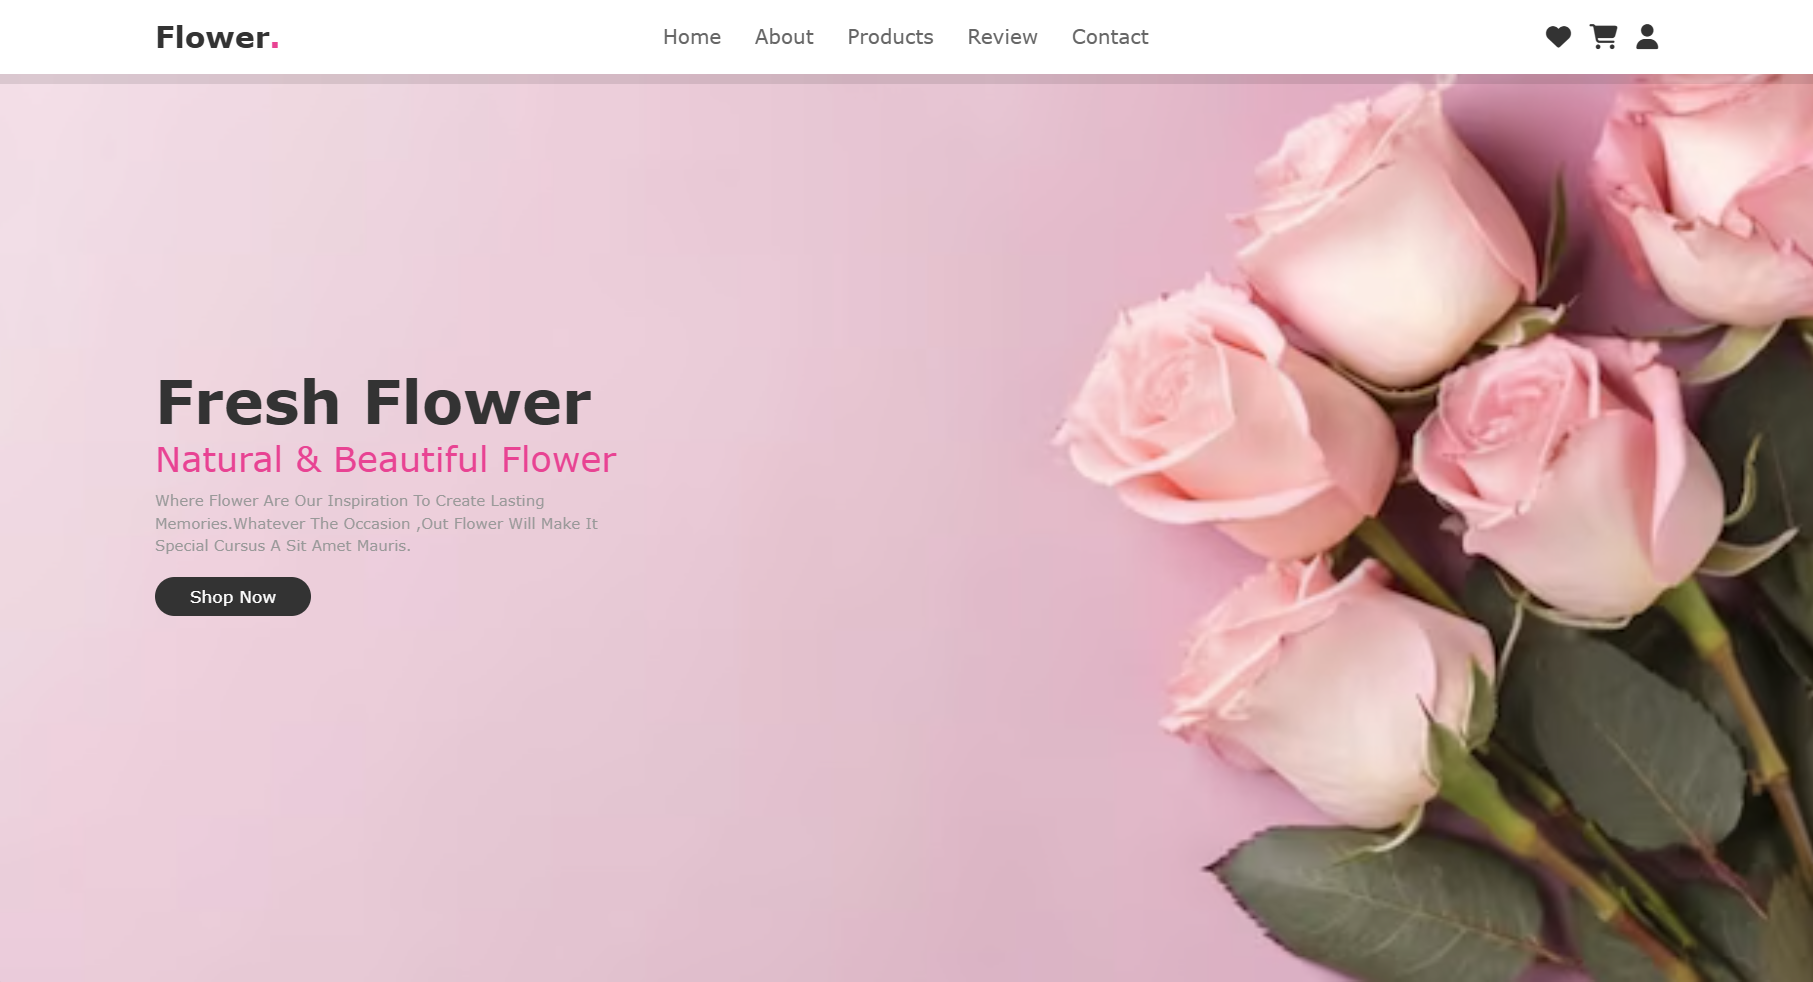 Flower.
Home About Products Review Contact
Fresh Flower
Natural & Beautiful Flower
Where Flower Are Our Inspiration To Create Lasting
Memories.Whatever The Occasion ,Out Flower Will Make It
Special Cursus A Sit Amet Mauris.
Shop Now